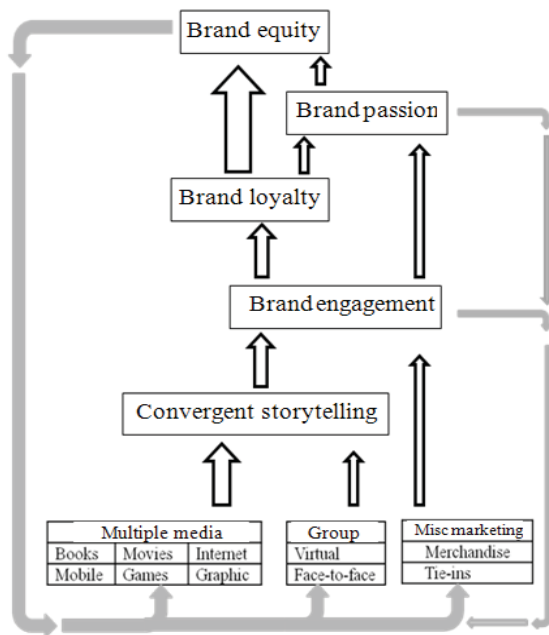 Brand equity
Brand passion
Brand loyalty
Brand engagement
Convergent storytelling
Multiple media
Books Movies Internet
Mobile Games Graphic
Group
Virtual
Face-to-face
Misc marketing
Merchandise
Tie-ins